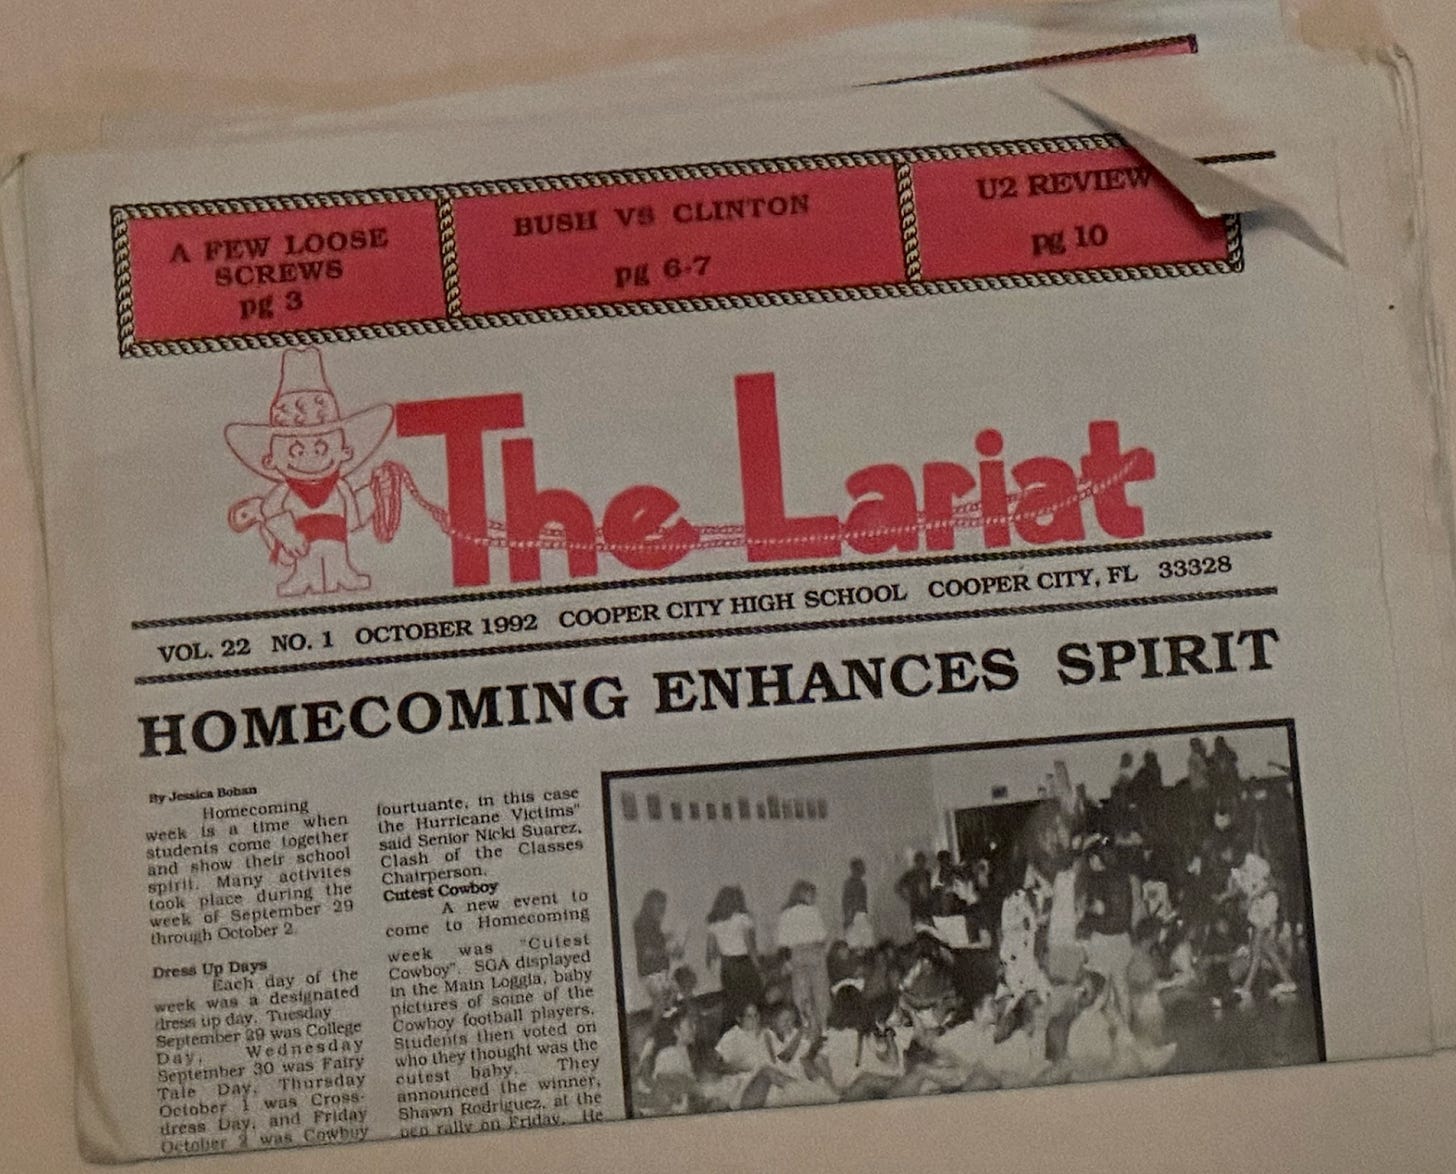 A FEW LOOSE
SCREWS
pg 3
BUSH VS CLINTON
pg 6-7
U2 REVIEW
pg 10
The Lariat
VOL. 22 NO. 1 OCTOBER 1992 COOPER CITY HIGH SCHOOL COOPER CITY, FL 33328
HOMECOMING ENHANCES SPIRIT
By Jessica Boban
Homecoming
week is a time when
students come together
and show their school
spirit. Many activites
took place during the
week of September 29
through October 2.
Dress Up Days
Each day of the
week was a designated
dress up day. Tuesday
September 29 was College
Day, Wednesday
September 30 was Fairy
Tale Day, Thursday
October 1 was Cross-
dress Day, and Friday
October 2 was Cowboy
fourtuante, in this case
the Hurricane Victims"
said Senior Nicki Suarez,
Clash of the Classes
Chairperson.
Cutest Cowboy
A new event to
come to Homecoming
week was "Cutest
Cowboy". SGA displayed
in the Main Loggia, baby
pictures of some of the
Cowboy football players.
Students then voted on
who they thought was the
cutest baby. They
announced the winner,
Shawn Rodriguez, at the
pep rally on Friday. He